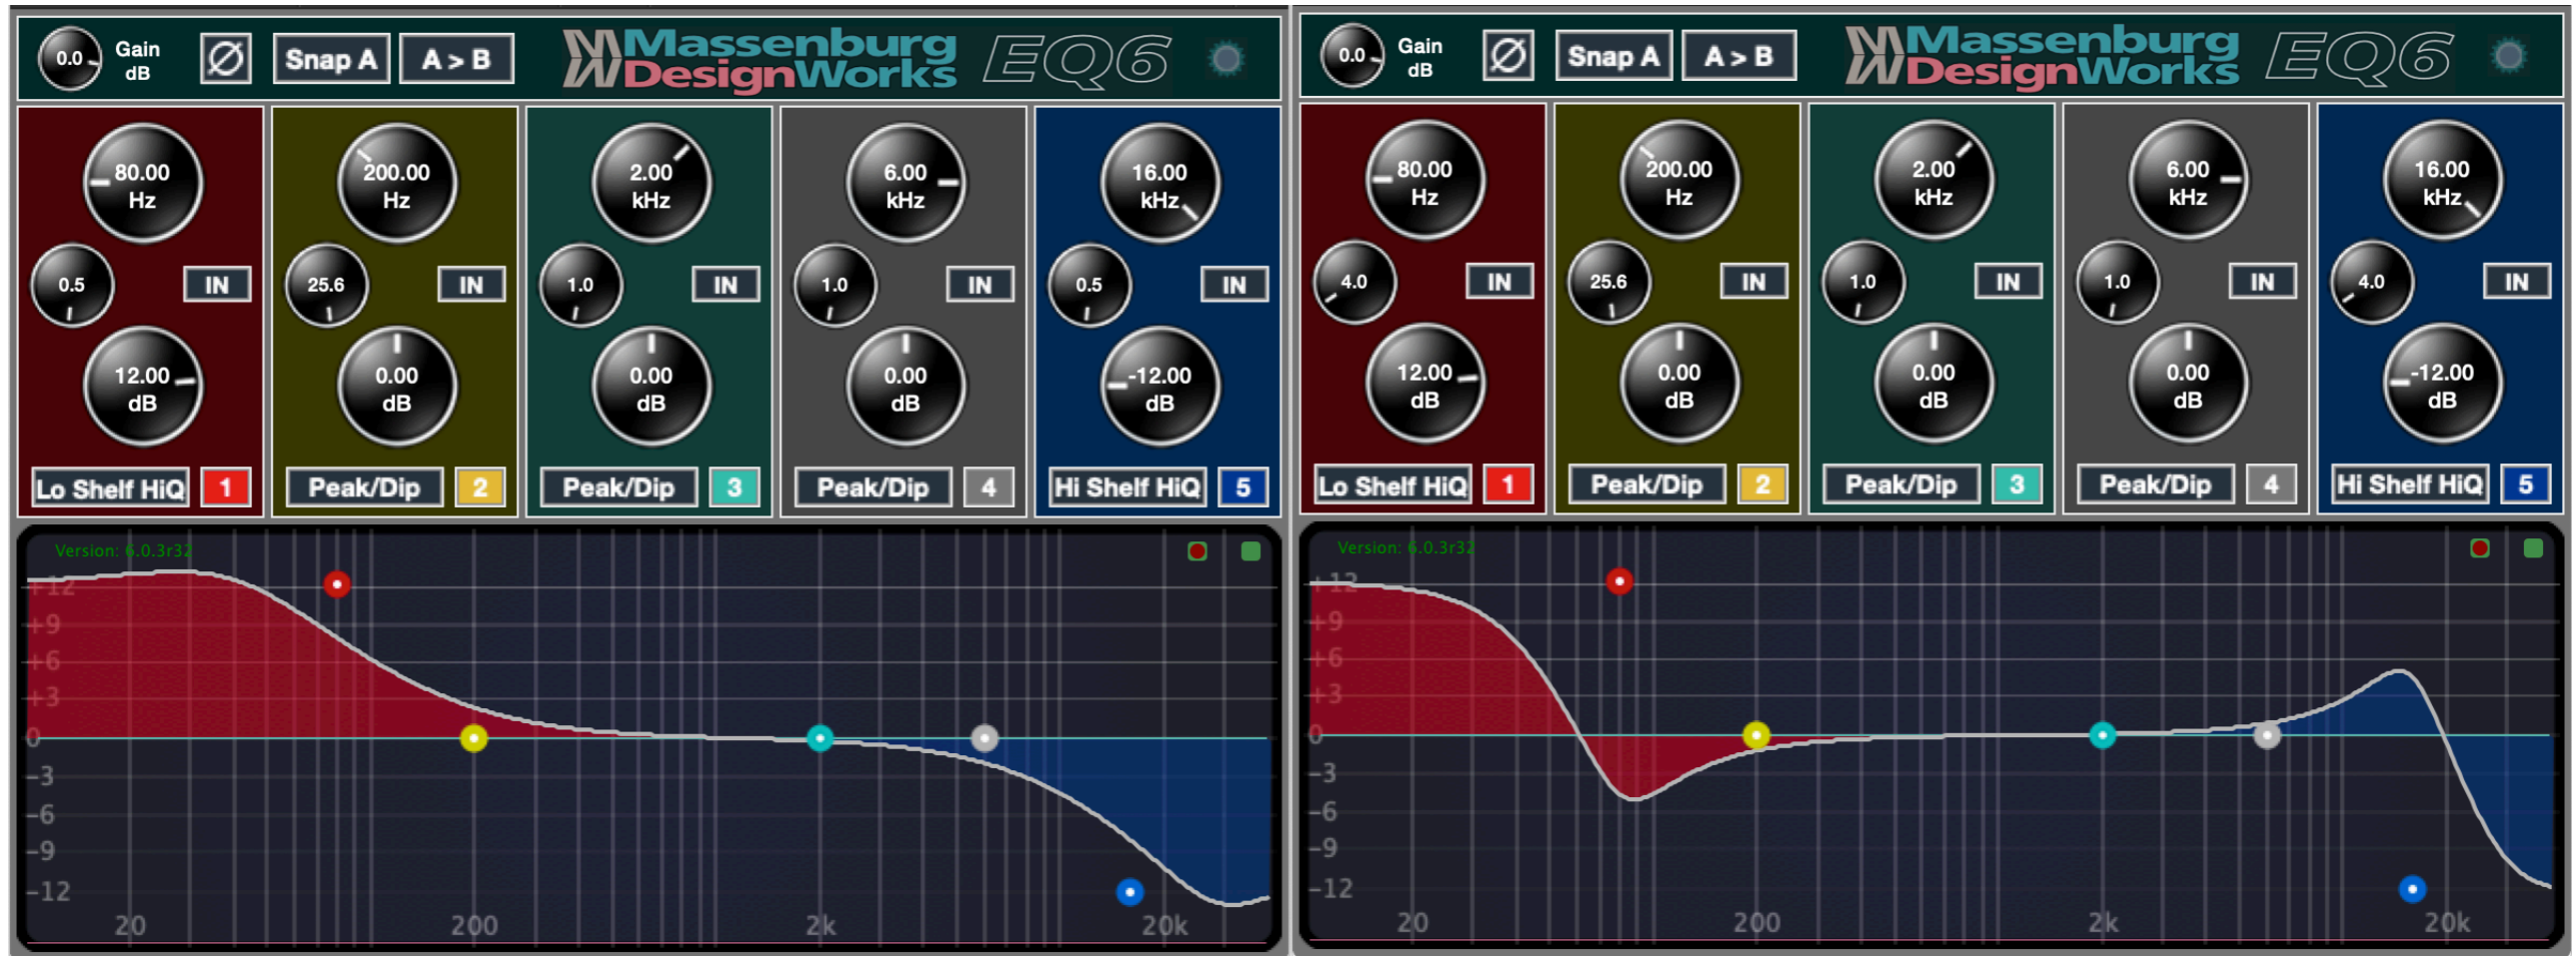 0.0 Gain dB Ø Snap A A > B Massenburg DesignWorks EQ6
80.00 Hz 200.00 Hz 2.00 kHz 6.00 kHz 16.00 kHz
0.5 IN 25.6 IN 1.0 IN 1.0 IN 0.5 IN
12.00 dB 0.00 dB 0.00 dB 0.00 dB -12.00 dB
Lo Shelf HiQ 1 Peak/Dip 2 Peak/Dip 3 Peak/Dip 4 Hi Shelf HiQ 5
Version: 6.0.3r32
+12
+9
+6
+3
0
-3
-6
-9
-12
20 200 2k 20k
0.0 Gain dB Ø Snap A A > B Massenburg DesignWorks EQ6
80.00 Hz 200.00 Hz 2.00 kHz 6.00 kHz 16.00 kHz
4.0 IN 25.6 IN 1.0 IN 1.0 IN 4.0 IN
12.00 dB 0.00 dB 0.00 dB 0.00 dB -12.00 dB
Lo Shelf HiQ 1 Peak/Dip 2 Peak/Dip 3 Peak/Dip 4 Hi Shelf HiQ 5
Version: 6.0.3r32
+12
+9
+6
+3
0
-3
-6
-9
-12
20 200 2k 20k